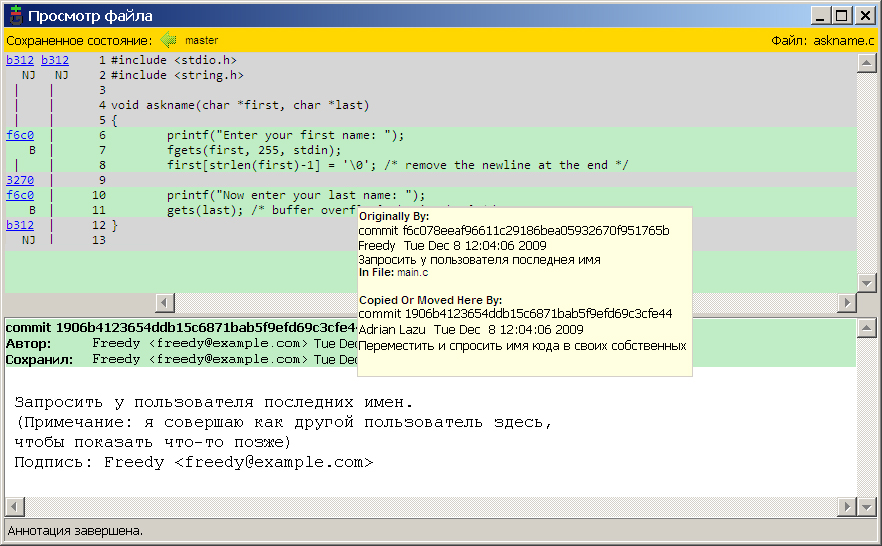 Просмотр файла
Сохраненное состояние: master Файл: askname.c
b312 b312 1 #include <stdio.h>
NJ NJ 2 #include <string.h>
| | 3
| | 4 void askname(char *first, char *last)
| | 5 {
f6c0 | 6 printf("Enter your first name: ");
B | 7 fgets(first, 255, stdin);
| | 8 first[strlen(first)-1] = '\0'; /* remove the newline at the end */
3270 | 9
f6c0 | 10 printf("Now enter your last name: ");
B | 11 gets(last); /* buffer
b312 | 12 }
NJ | 13
Originally By:
commit f6c078eeaf96611c29186bea05932670f951765b
Freedy Tue Dec 8 12:04:06 2009
Запросить у пользователя последнея имя
In File: main.c
Copied Or Moved Here By:
commit 1906b4123654ddb15c6871bab5f9efd69c3cfe44
Adrian Lazu Tue Dec 8 12:04:06 2009
Переместить и спросить имя кода в своих собственных
commit 1906b4123654ddb15c6871bab5f9efd69c3cfe4
Автор: Freedy <freedy@example.com> Tue Dec
Сохранил: Freedy <freedy@example.com> Tue Dec
Запросить у пользователя последних имен.
(Примечание: я совершаю как другой пользователь здесь,
чтобы показать что-то позже)
Подпись: Freedy <freedy@example.com>
Аннотация завершена.